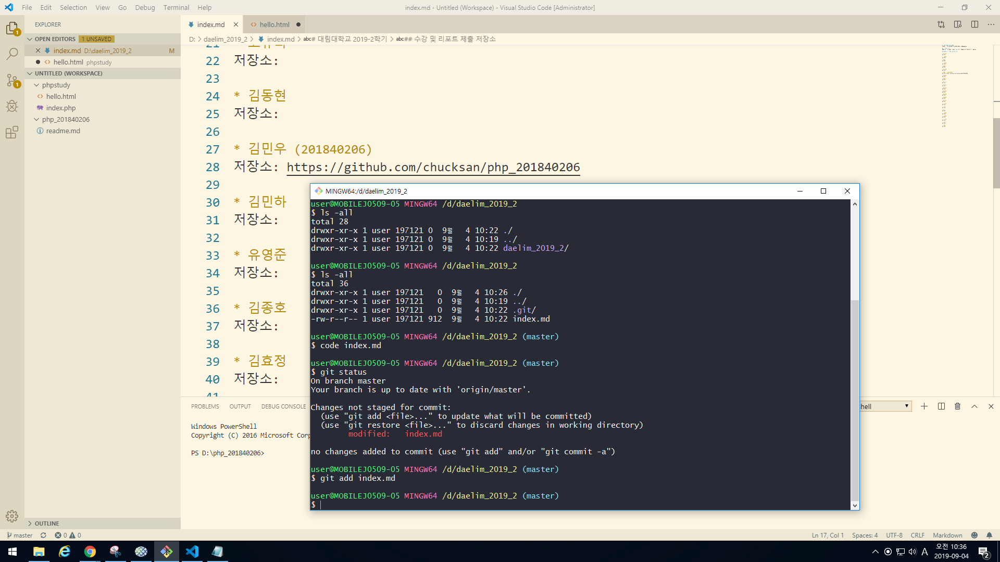 File Edit Selection View Go Debug Terminal Help
index.md - Untitled (Workspace) - Visual Studio Code [Administrator]
EXPLORER
OPEN EDITORS 1 UNSAVED
index.md D:\daelim_2019_2 M
hello.html phpstudy
UNTITLED (WORKSPACE)
phpstudy
hello.html
index.php
php_201840206
readme.md
OUTLINE
index.md
hello.html
D: > daelim_2019_2 > index.md > abc# 대림대학교 2019-2학기 > abc## 수강 및 리포트 제출 저장소
22 저장소:
23
24 * 김동현
25 저장소:
26
27 * 김민우 (201840206)
28 저장소: https://github.com/chucksan/php_201840206
29
30 * 김민하
31 저장소:
32
33 * 유영준
34 저장소:
35
36 * 김종호
37 저장소:
38
39 * 김효정
40 저장소:
41
PROBLEMS OUTPUT DEBUG CONSOLE
hell
Windows PowerShell
Copyright (C) 2016 Microsoft Corp
PS D:\php_201840206>
MINGW64:/d/daelim_2019_2
user@MOBILEJ0509-05 MINGW64 /d/daelim_2019_2
$ ls -all
total 28
drwxr-xr-x 1 user 197121 0 9월 4 10:22 ./
drwxr-xr-x 1 user 197121 0 9월 4 10:19 ../
drwxr-xr-x 1 user 197121 0 9월 4 10:22 daelim_2019_2/
user@MOBILEJ0509-05 MINGW64 /d/daelim_2019_2
$ ls -all
total 36
drwxr-xr-x 1 user 197121 0 9월 4 10:26 ./
drwxr-xr-x 1 user 197121 0 9월 4 10:19 ../
drwxr-xr-x 1 user 197121 0 9월 4 10:22 .git/
-rw-r--r-- 1 user 197121 912 9월 4 10:22 index.md
user@MOBILEJ0509-05 MINGW64 /d/daelim_2019_2 (master)
$ code index.md
user@MOBILEJ0509-05 MINGW64 /d/daelim_2019_2 (master)
$ git status
On branch master
Your branch is up to date with 'origin/master'.
Changes not staged for commit:
(use "git add <file>..." to update what will be committed)
(use "git restore <file>..." to discard changes in working directory)
modified: index.md
no changes added to commit (use "git add" and/or "git commit -a")
user@MOBILEJ0509-05 MINGW64 /d/daelim_2019_2 (master)
$ git add index.md
user@MOBILEJ0509-05 MINGW64 /d/daelim_2019_2 (master)
$
master 0 0
Ln 17, Col 1 Spaces: 4 UTF-8 CRLF Markdown
A 오전 10:36
2019-09-04
2